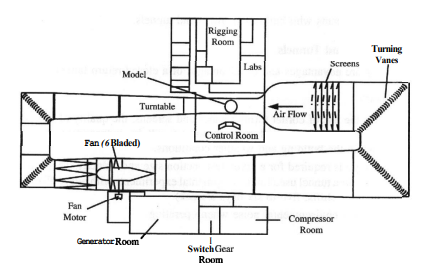 Rigging
Room
Screens
Turning
Vanes
Labs
Model
Turntable
Air Flow
Control Room
Fan (6 Bladed)
Fan
Motor
Generator Room
Switch Gear
Room
Compressor
Room